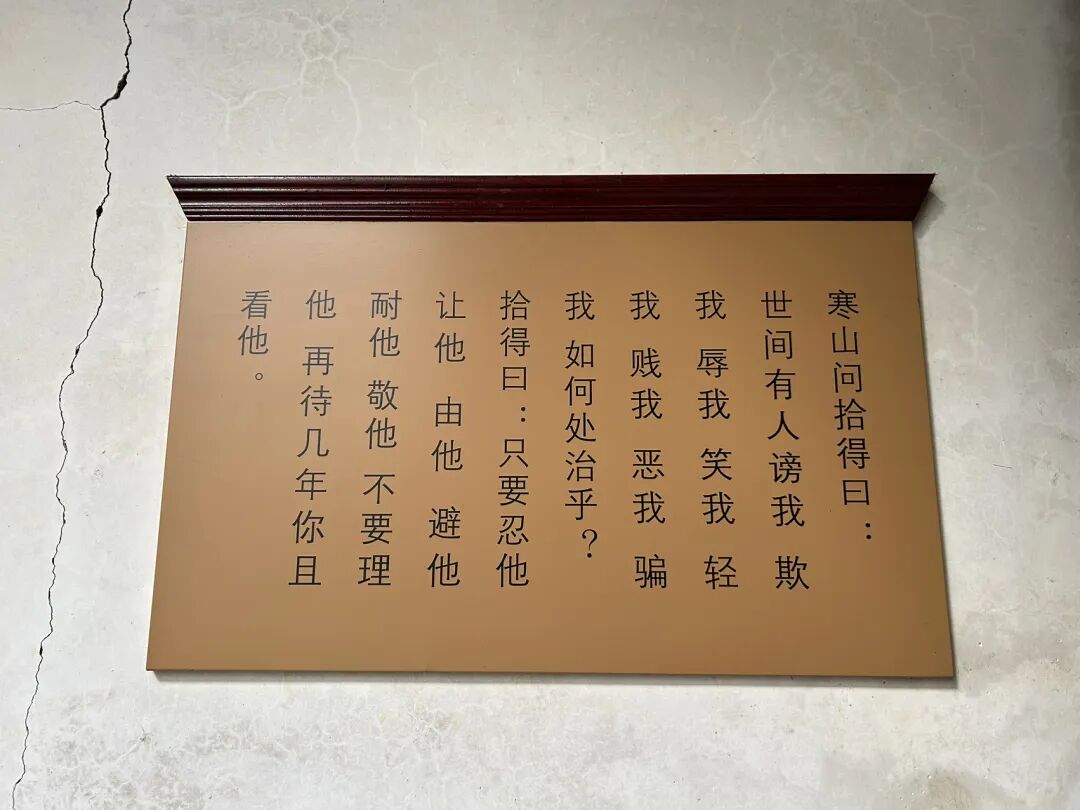 寒山问拾得曰：
世间有人谤我 欺
我 辱我 笑我 轻
我 贱我 恶我 骗
我 如何处治乎？
拾得曰：只要忍他
让他 由他 避他
耐他 敬他 不要理
他 再待几年你且
看他。